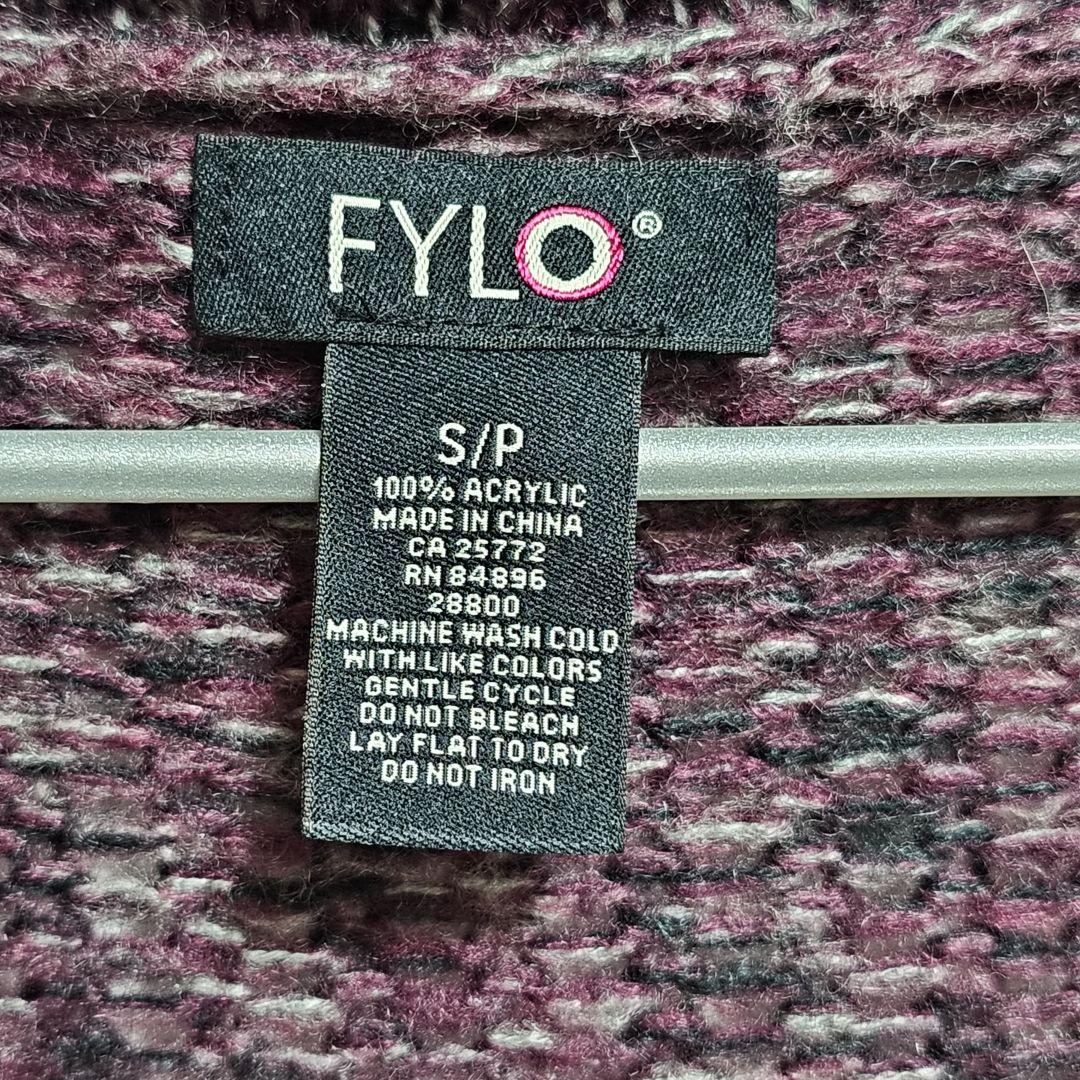 FYLO®
S/P
100% ACRYLIC
MADE IN CHINA
CA 25772
RN 84896
28800
MACHINE WASH COLD
WITH LIKE COLORS
GENTLE CYCLE
DO NOT BLEACH
LAY FLAT TO DRY
DO NOT IRON